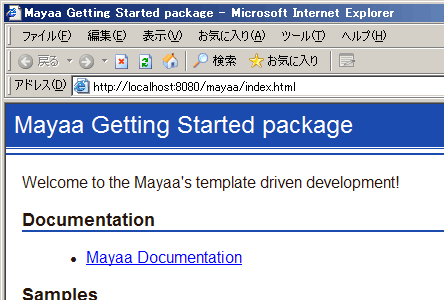 Mayaa Getting Started package - Microsoft Internet Explorer
ファイル(F) 編集(E) 表示(V) お気に入り(A) ツール(T) ヘルプ(H)
戻る 検索 お気に入り
アドレス(D) http://localhost:8080/mayaa/index.html
Mayaa Getting Started package
Welcome to the Mayaa's template driven development!
Documentation
• Mayaa Documentation
Samples